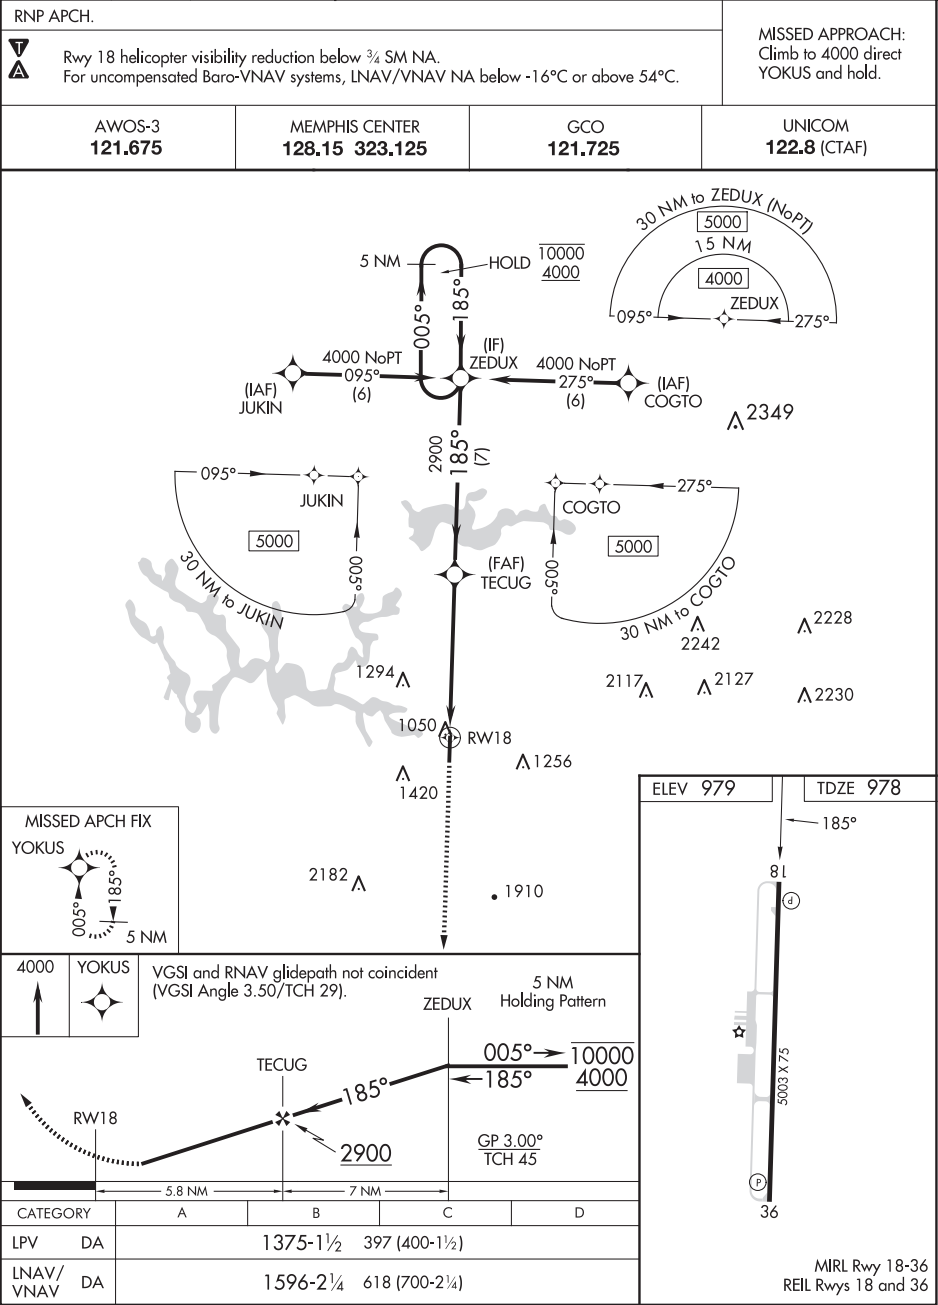 RNP APCH.
T
A
Rwy 18 helicopter visibility reduction below ¾ SM NA.
For uncompensated Baro-VNAV systems, LNAV/VNAV NA below -16°C or above 54°C.
MISSED APPROACH:
Climb to 4000 direct
YOKUS and hold.
AWOS-3
121.675
MEMPHIS CENTER
128.15 323.125
GCO
121.725
UNICOM
122.8 (CTAF)
30 NM to ZEDUX (NoPT)
5000
15 NM
4000
ZEDUX
095°
275°
5 NM
HOLD
10000
4000
005°
185°
(IF)
ZEDUX
4000 NoPT
095°
(6)
(IAF)
JUKIN
4000 NoPT
275°
(6)
(IAF)
COGTO
2349
2900
185°
(7)
095°
JUKIN
5000
005°
30 NM to JUKIN
275°
COGTO
5000
005°
30 NM to COGTO
(FAF)
TECUG
2228
2242
2117
2127
2230
1294
1050
RW18
1256
1420
2182
1910
MISSED APCH FIX
YOKUS
005°
185°
5 NM
ELEV 979
TDZE 978
185°
18
P
5003 X 75
P
36
MIRL Rwy 18-36
REIL Rwys 18 and 36
4000
YOKUS
VGSI and RNAV glidepath not coincident
(VGSI Angle 3.50/TCH 29).
5 NM
Holding Pattern
ZEDUX
005°
185°
10000
4000
TECUG
185°
RW18
2900
GP 3.00°
TCH 45
5.8 NM
7 NM
CATEGORY A B C D
LPV DA 1375-1½ 397 (400-1½)
LNAV/
VNAV DA 1596-2¼ 618 (700-2¼)